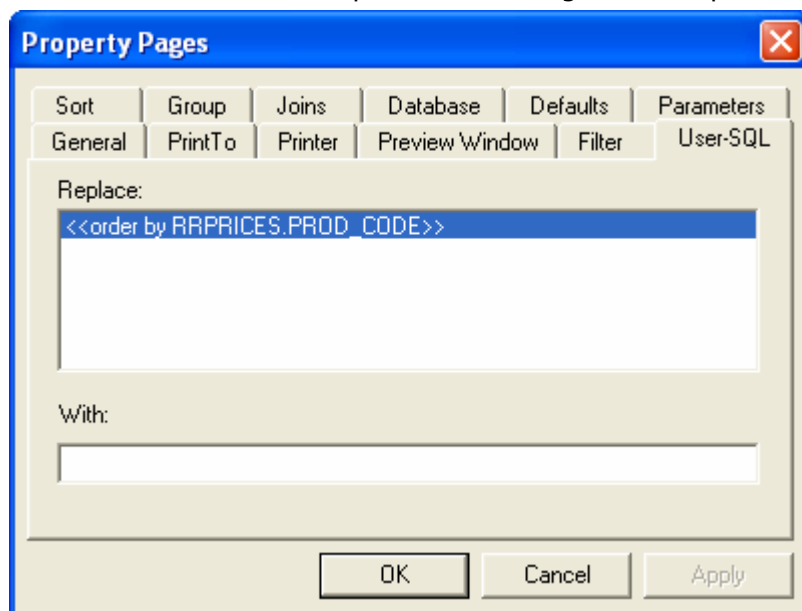 Property Pages
Sort Group Joins Database Defaults Parameters
General PrintTo Printer Preview Window Filter User-SQL
Replace:
<<order by RRPRICES.PROD_CODE>>
With:
OK Cancel Apply